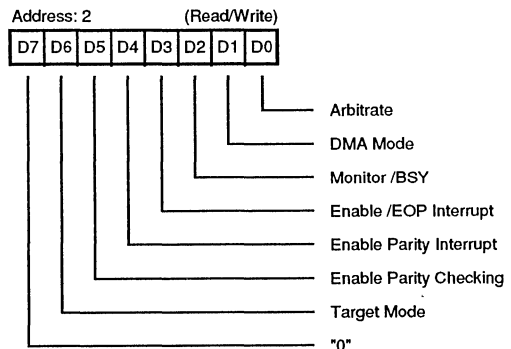 Address: 2 (Read/Write)
D7 D6 D5 D4 D3 D2 D1 D0
Arbitrate
DMA Mode
Monitor /BSY
Enable /EOP Interrupt
Enable Parity Interrupt
Enable Parity Checking
Target Mode
"0"